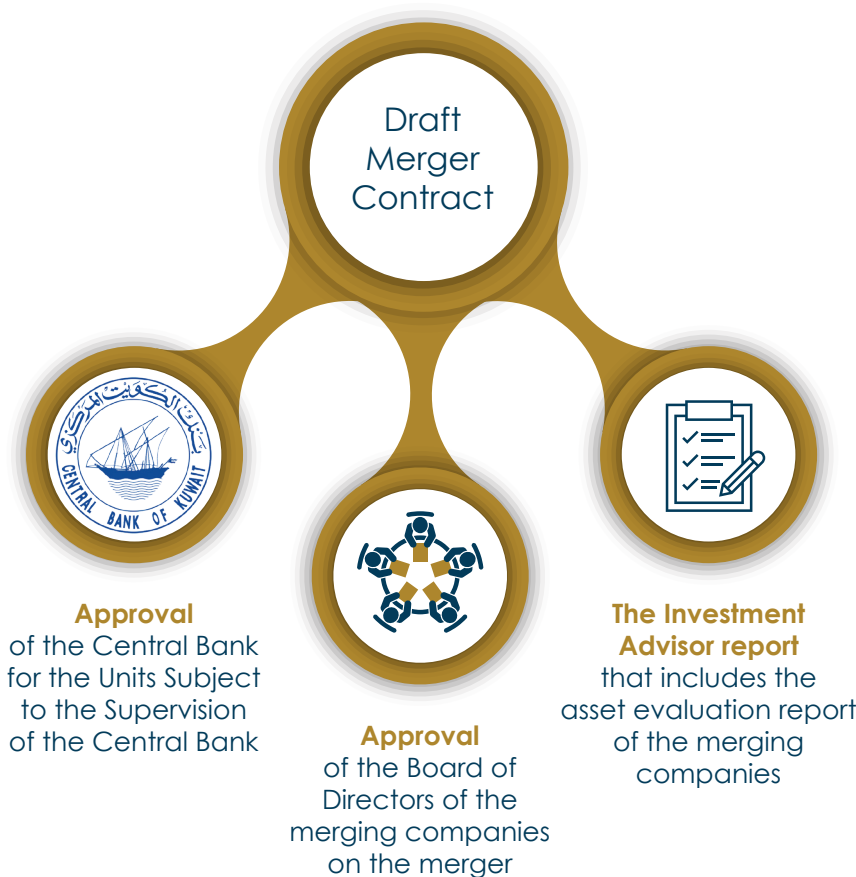 Draft
Merger
Contract
بنك الكويت المركزي
CENTRAL BANK OF KUWAIT
Approval
of the Central Bank
for the Units Subject
to the Supervision
of the Central Bank
Approval
of the Board of
Directors of the
merging companies
on the merger
The Investment
Advisor report
that includes the
asset evaluation report
of the merging
companies